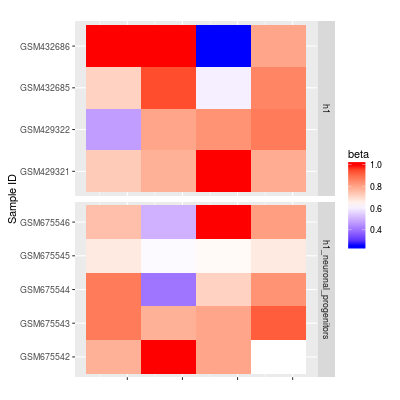 GSM432686
GSM432685
GSM429322
GSM429321
h1
GSM675546
GSM675545
GSM675544
GSM675543
GSM675542
h1_neuronal_progenitors
Sample ID
beta
1.0
0.8
0.6
0.4